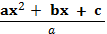 ax² + bx + c
a